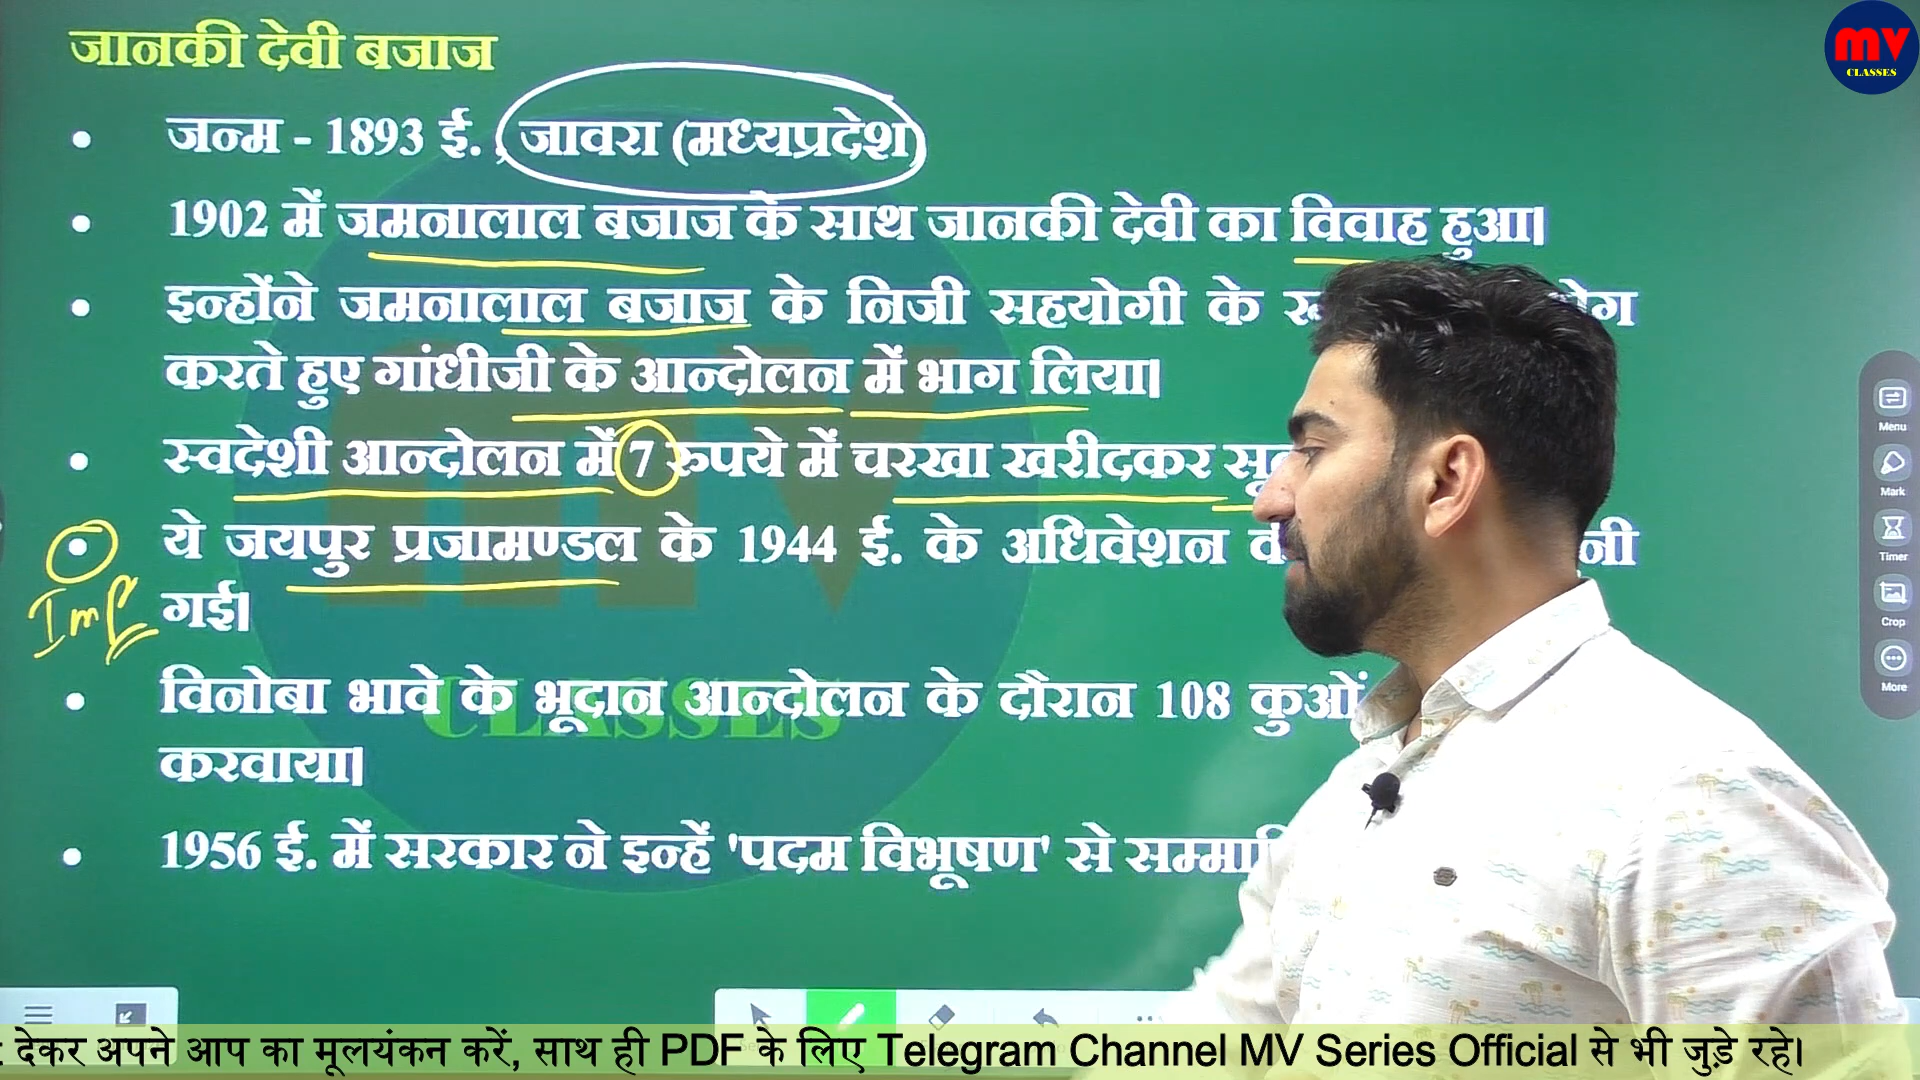 जानकी देवी बजाज
MV
CLASSES
• जन्म - 1893 ई. , जावरा (मध्यप्रदेश)
• 1902 में जमनालाल बजाज के साथ जानकी देवी का विवाह हुआ।
• इन्होंने जमनालाल बजाज के निजी सहयोगी के
करते हुए गांधीजी के आन्दोलन में भाग लिया।
• स्वदेशी आन्दोलन में 7 रुपये में चरखा खरीदकर
• ये जयपुर प्रजामण्डल के 1944 ई. के अधिवेशन
Imp
गई।
• विनोबा भावे के भूदान आन्दोलन के दौरान 108 कुओं
करवाया।
• 1956 ई. में सरकार ने इन्हें 'पदम विभूषण' से
MV
CLASSES
Menu
Mark
Timer
Crop
More
देकर अपने आप का मूलयंकन करें, साथ ही PDF के लिए Telegram Channel MV Series Official से भी जुड़े रहे।